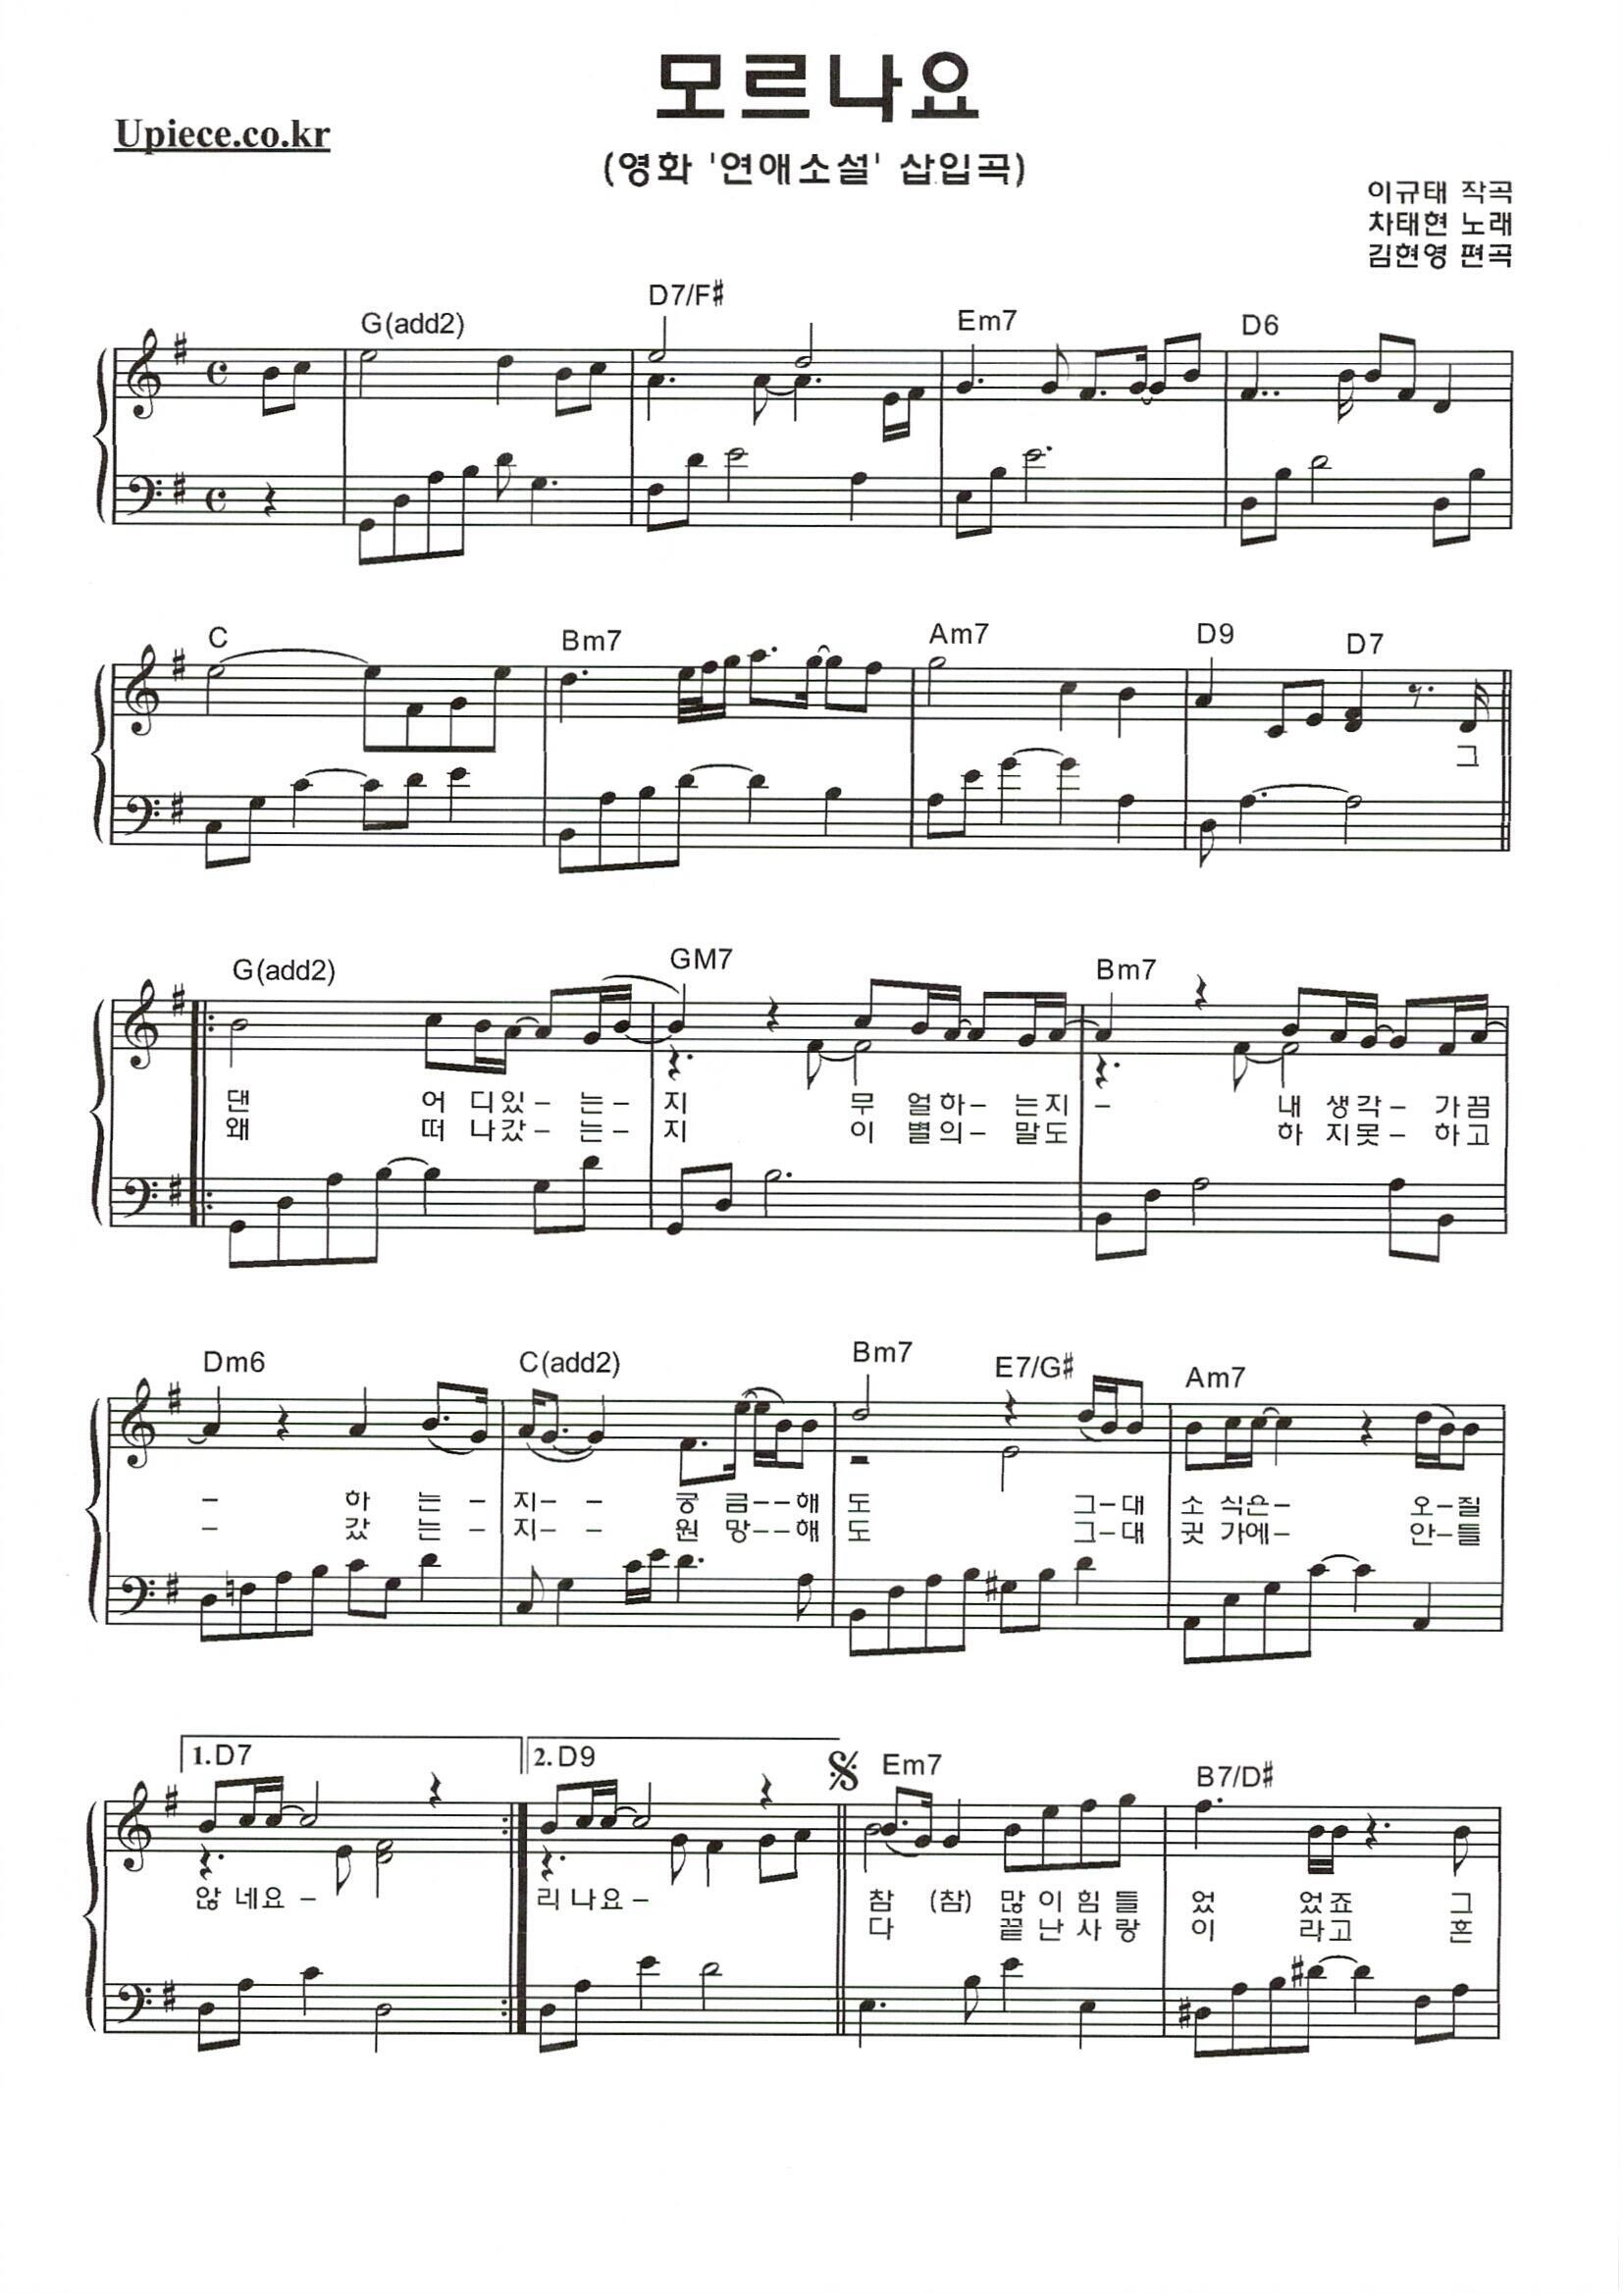 모르나요
Upiece.co.kr
(영화 '연애소설' 삽입곡)
이규태 작곡
차태현 노래
김현영 편곡
G(add2) D7/F# Em7 D6
C Bm7 Am7 D9 D7
그
G(add2) GM7 Bm7
댄 어 디있- 는- 지 무 얼하- 는지 - 내 생각- 가끔
왜 떠 나갔- 는- 지 이 별의- 말도 하 지못- 하고
Dm6 C(add2) Bm7 E7/G# Am7
- 하 는 - 지- - 궁 금--해 도 그-대 소 식은- 오-질
- 갔 는 - 지- - 원 망--해 도 그-대 귓 가에- 안-들
1. D7 2. D9 Em7 B7/D#
않 네요 - 리 나요- 참 (참) 많 이 힘 들 었 었죠 그
다 끝 난 사 랑 이 라고 흔